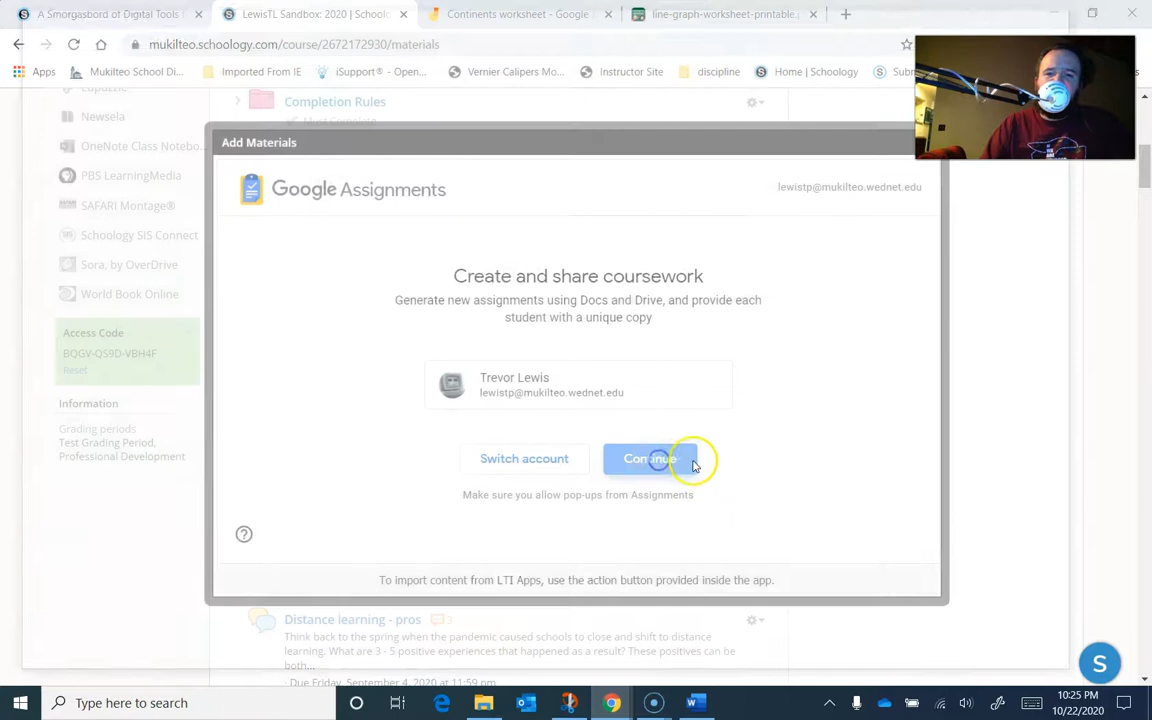 A Smorgasbord of Digital Tools f
LewisTL Sandbox: 2020 | Schoolo
Continents worksheet - Google
line-graph-worksheet-printable.
mukilteo.schoology.com/course/2672172930/materials
Apps
Mukilteo School Di...
Imported From IE
iSupport® - Open...
Vernier Calipers Mo...
Instructor Site
discipline
Home | Schoology
Completion Rules
Must Complete
Newsela
OneNote Class Notebo...
PBS LearningMedia
SAFARI Montage®
Schoology SIS Connect
Sora, by OverDrive
World Book Online
Access Code
BQGV-QS9D-VBH4F
Reset
Information
Grading periods
Test Grading Period,
Professional Development
Add Materials
Google Assignments
lewistp@mukilteo.wednet.edu
Create and share coursework
Generate new assignments using Docs and Drive, and provide each
student with a unique copy
Trevor Lewis
lewistp@mukilteo.wednet.edu
Switch account
Continue
Make sure you allow pop-ups from Assignments
To import content from LTI Apps, use the action button provided inside the app.
Distance learning - pros
3
Think back to the spring when the pandemic caused schools to close and shift to distance
learning. What are 3 - 5 positive experiences that happened as a result? These positives can be
both...
· Due Friday, September 4, 2020 at 11:59 pm
S
Type here to search
10:25 PM
10/22/2020